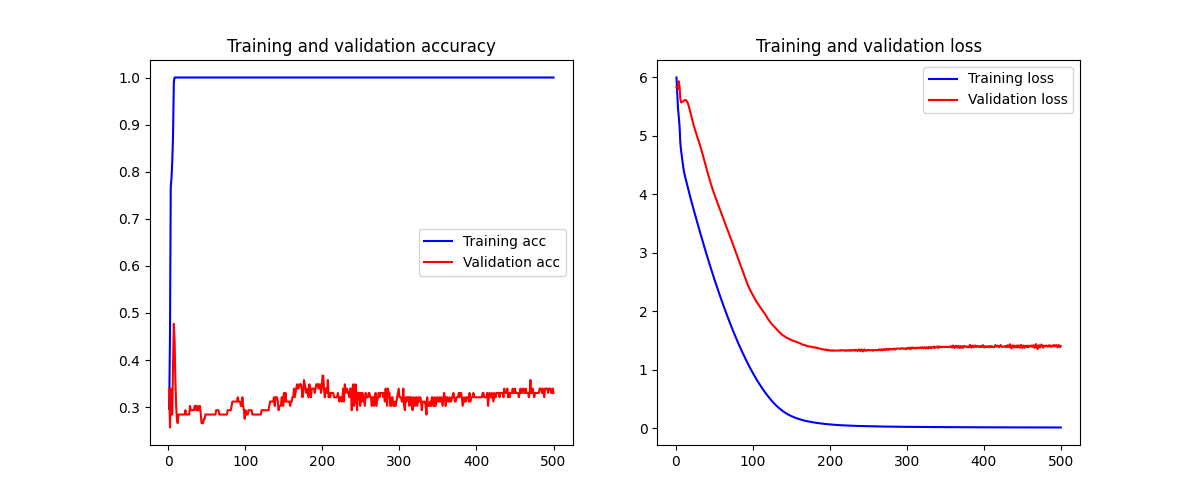 Training and validation accuracy
1.0
0.9
0.8
0.7
0.6
0.5
0.4
0.3
Training acc
Validation acc
0 100 200 300 400 500
Training and validation loss
6
5
4
3
2
1
0
Training loss
Validation loss
0 100 200 300 400 500